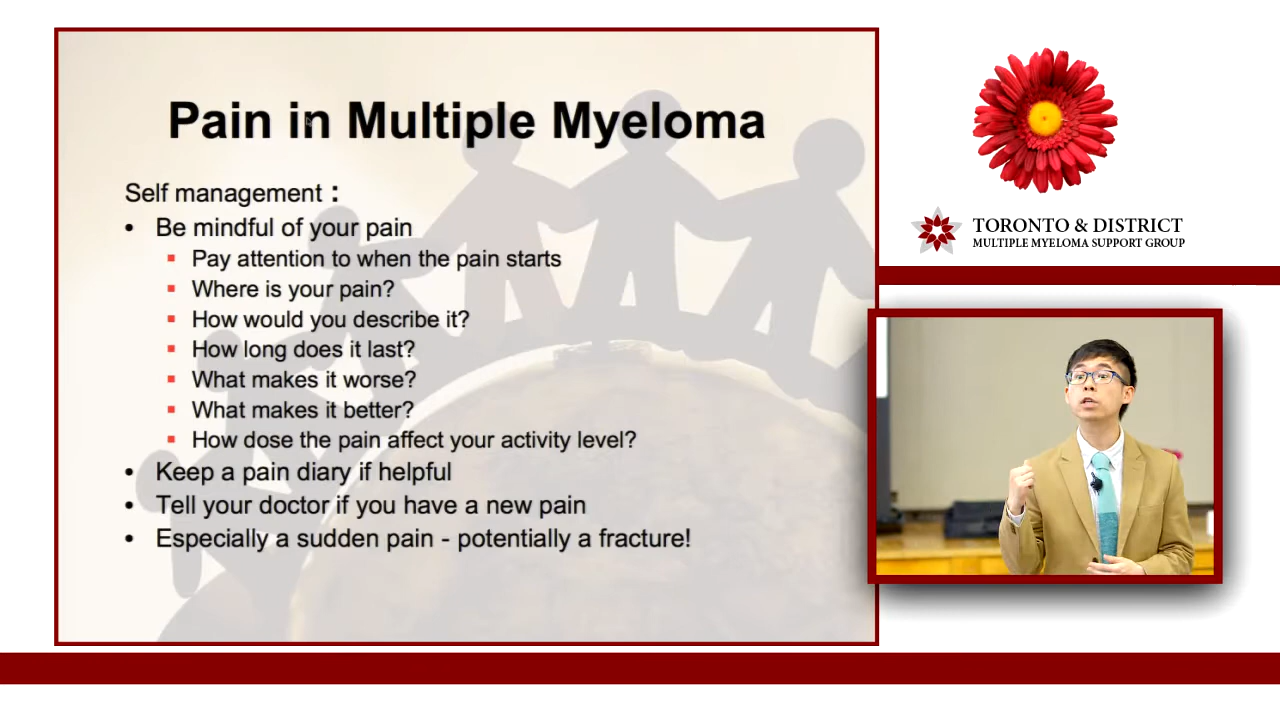 Pain in Multiple Myeloma
Self management :
• Be mindful of your pain
▪ Pay attention to when the pain starts
▪ Where is your pain?
▪ How would you describe it?
▪ How long does it last?
▪ What makes it worse?
▪ What makes it better?
▪ How dose the pain affect your activity level?
• Keep a pain diary if helpful
• Tell your doctor if you have a new pain
• Especially a sudden pain - potentially a fracture!
TORONTO & DISTRICT
MULTIPLE MYELOMA SUPPORT GROUP